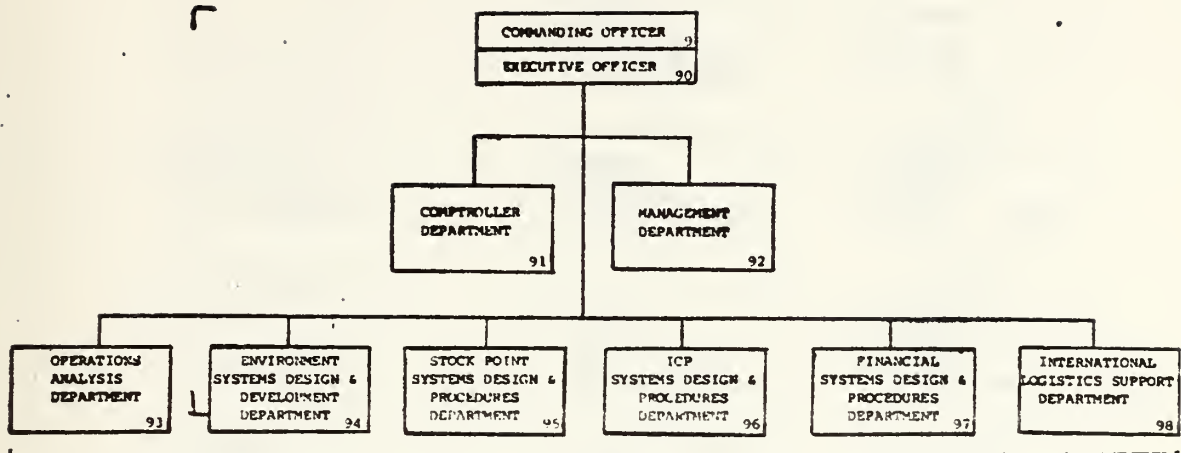 COMMANDING OFFICER 9
EXECUTIVE OFFICER 90
COMPTROLLER
DEPARTMENT
91
MANAGEMENT
DEPARTMENT
92
OPERATIONS
ANALYSIS
DEPARTMENT
93
ENVIRONMENT
SYSTEMS DESIGN &
DEVELOPMENT
DEPARTMENT
94
STOCK POINT
SYSTEMS DESIGN &
PROCEDURES
DEPARTMENT
95
ICP
SYSTEMS DESIGN &
PROCEDURES
DEPARTMENT
96
FINANCIAL
SYSTEMS DESIGN &
PROCEDURES
DEPARTMENT
97
INTERNATIONAL
LOGISTICS SUPPORT
DEPARTMENT
98